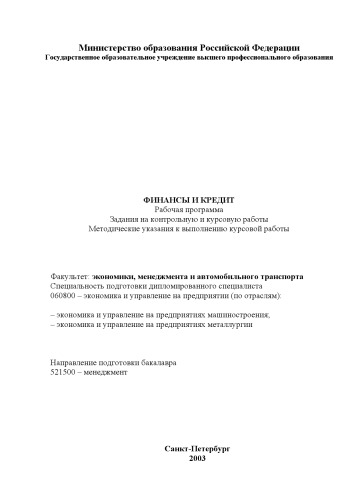 Министерство образования Российской Федерации
Государственное образовательное учреждение высшего профессионального образования
ФИНАНСЫ И КРЕДИТ
Рабочая программа
Задания на контрольную и курсовую работы
Методические указания к выполнению курсовой работы
Факультет: экономики, менеджмента и автомобильного транспорта
Специальность подготовки дипломированного специалиста
060800 – экономика и управление на предприятии (по отраслям):
– экономика и управление на предприятиях машиностроения,
– экономика и управление на предприятиях металлургии
Направление подготовки бакалавра
521500 – менеджмент
Санкт-Петербург
2003